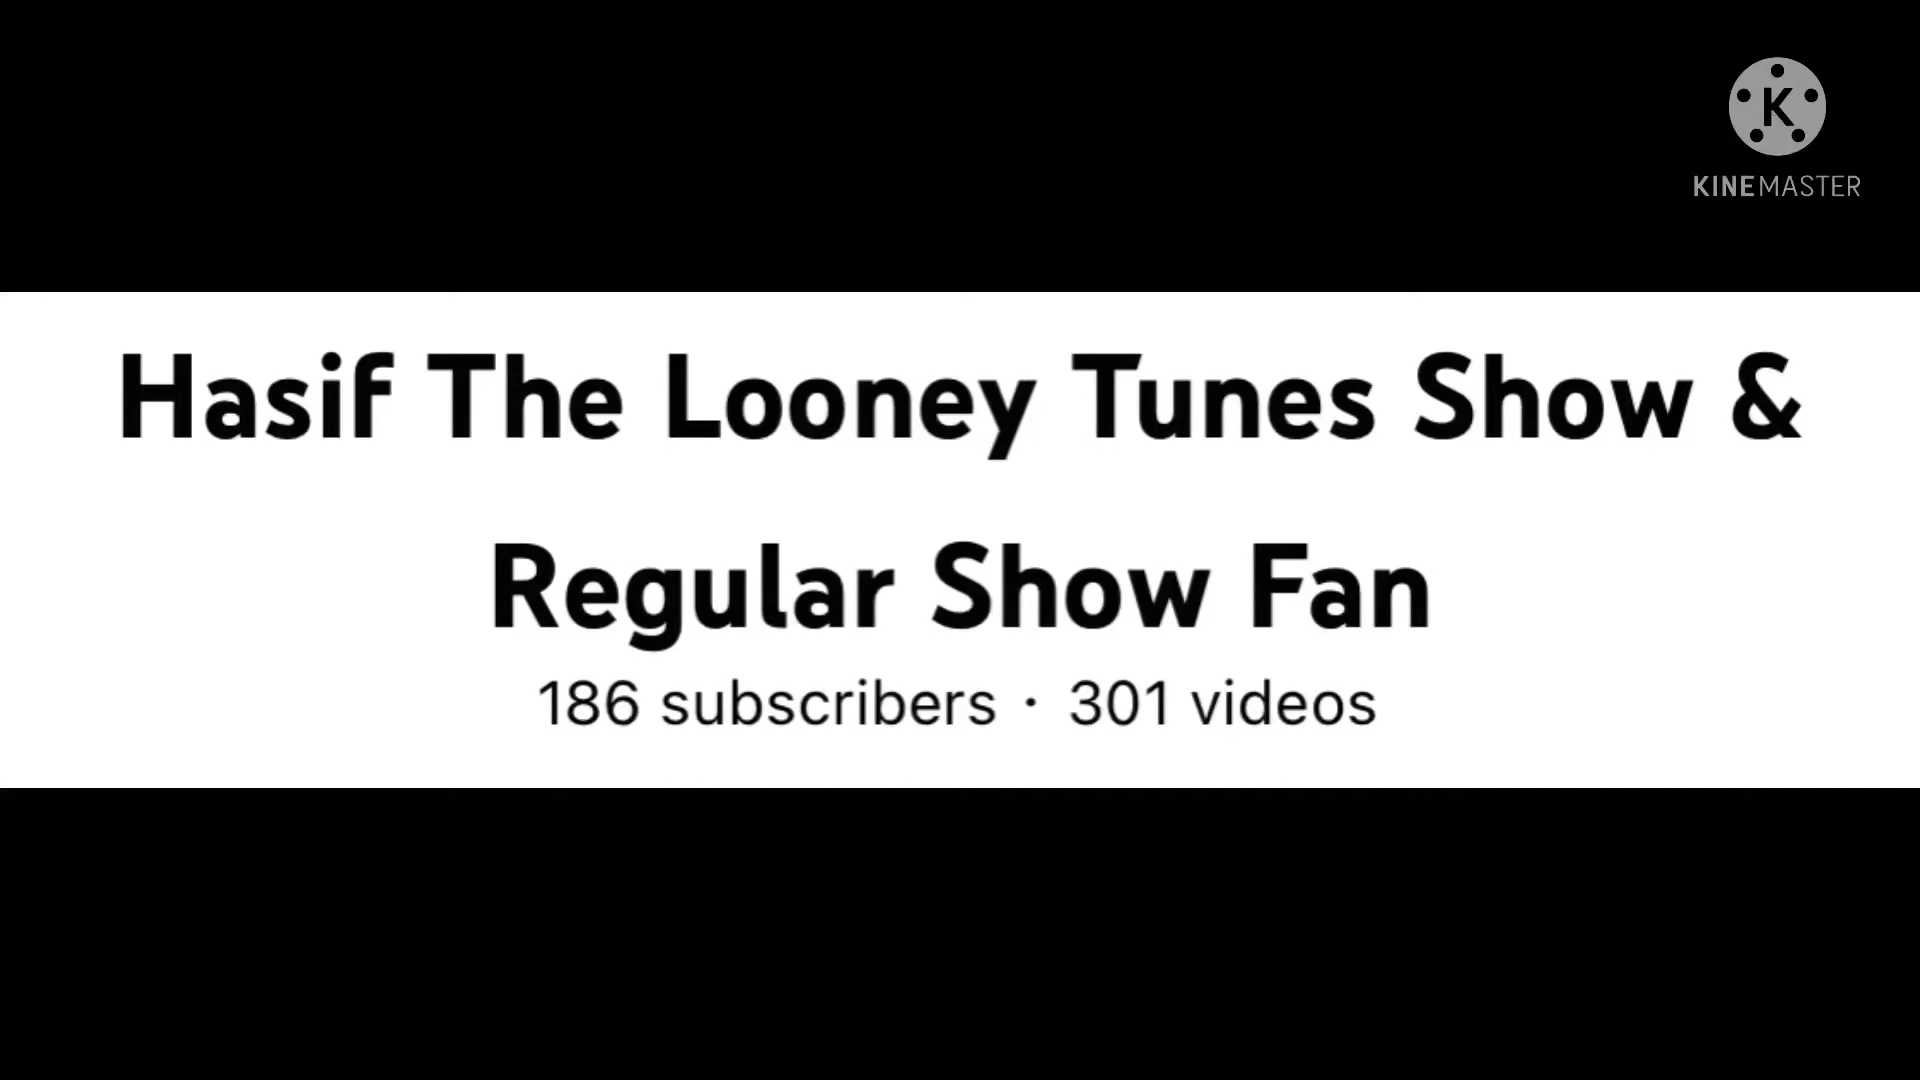 K
KINEMASTER
Hasif The Looney Tunes Show &
Regular Show Fan
186 subscribers · 301 videos